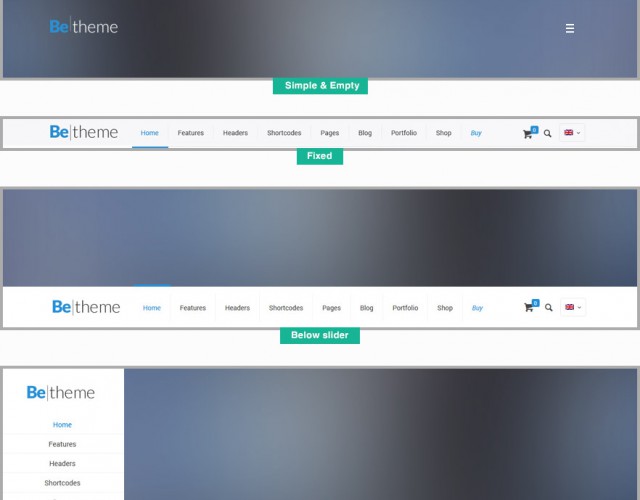 Be|theme
Simple & Empty
Be|theme Home Features Headers Shortcodes Pages Blog Portfolio Shop Buy 0
Fixed
Be|theme Home Features Headers Shortcodes Pages Blog Portfolio Shop Buy 0
Below slider
Be|theme
Home
Features
Headers
Shortcodes